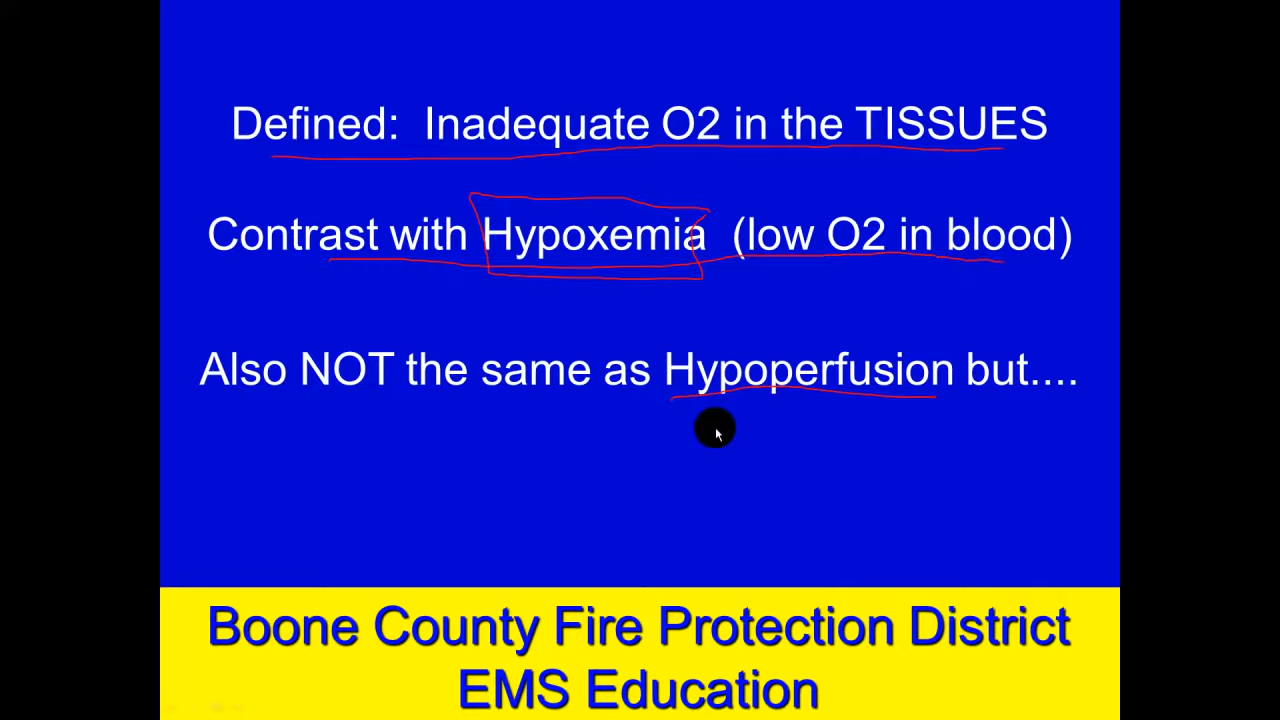 Defined:  Inadequate O2 in the TISSUES
Contrast with Hypoxemia  (low O2 in blood)
Also NOT the same as Hypoperfusion but....
Boone County Fire Protection District
EMS Education